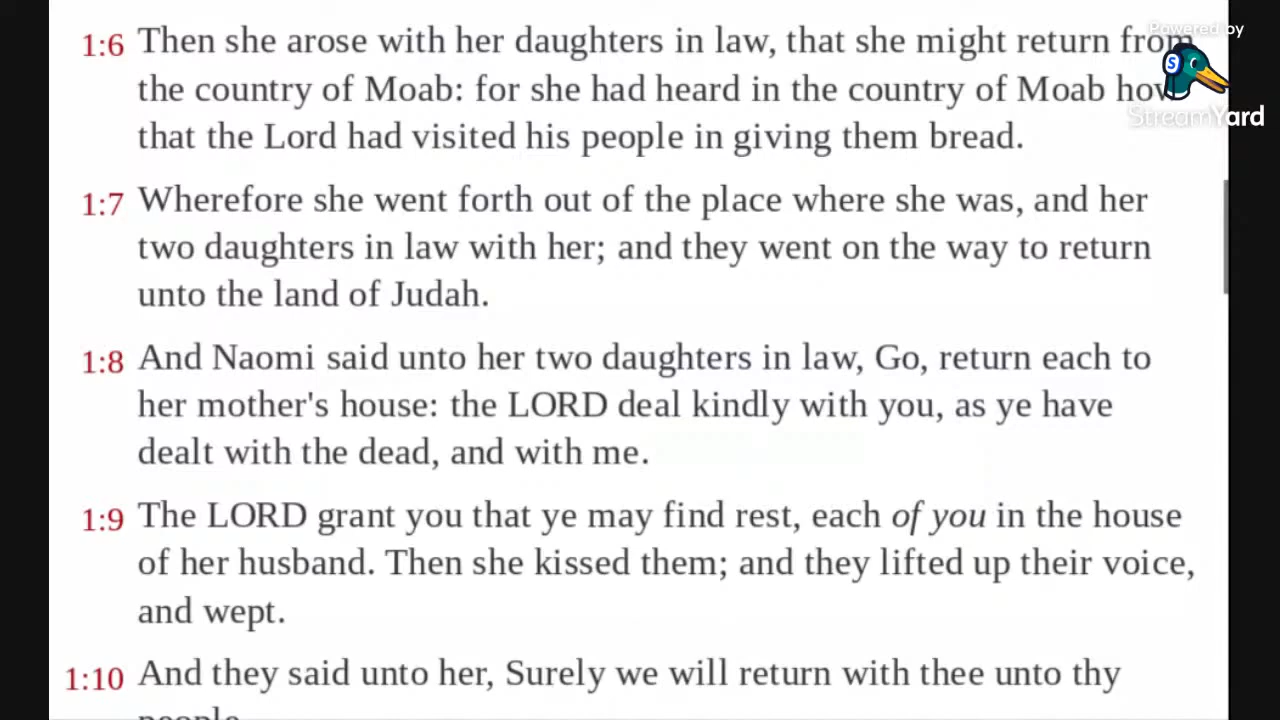 Powered by
StreamYard
1:6 Then she arose with her daughters in law, that she might return from
the country of Moab: for she had heard in the country of Moab how
that the Lord had visited his people in giving them bread.
1:7 Wherefore she went forth out of the place where she was, and her
two daughters in law with her; and they went on the way to return
unto the land of Judah.
1:8 And Naomi said unto her two daughters in law, Go, return each to
her mother's house: the LORD deal kindly with you, as ye have
dealt with the dead, and with me.
1:9 The LORD grant you that ye may find rest, each of you in the house
of her husband. Then she kissed them; and they lifted up their voice,
and wept.
1:10 And they said unto her, Surely we will return with thee unto thy
people.